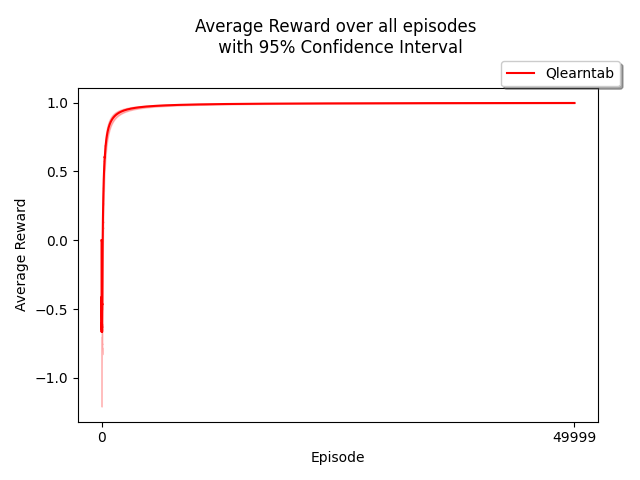 Average Reward over all episodes
with 95% Confidence Interval
Qlearntab
1.0
0.5
0.0
−0.5
−1.0
Average Reward
0
49999
Episode